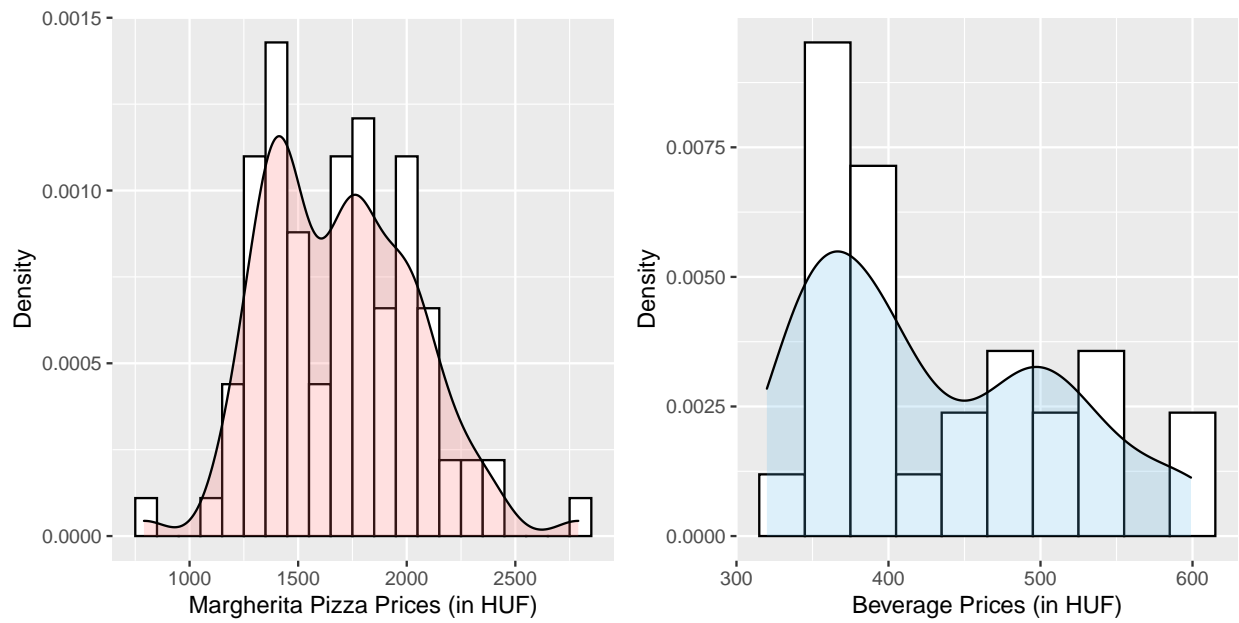 0.0015
0.0010
0.0005
0.0000
Density
1000 1500 2000 2500
Margherita Pizza Prices (in HUF)
0.0075
0.0050
0.0025
0.0000
Density
300 400 500 600
Beverage Prices (in HUF)